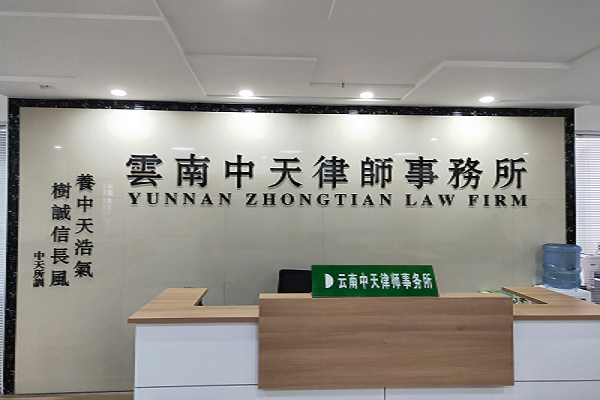 雲南中天律師事務所
YUNNAN ZHONGTIAN LAW FIRM
養中天浩氣
樹誠信長風
中天所訓
云南中天律师事务所